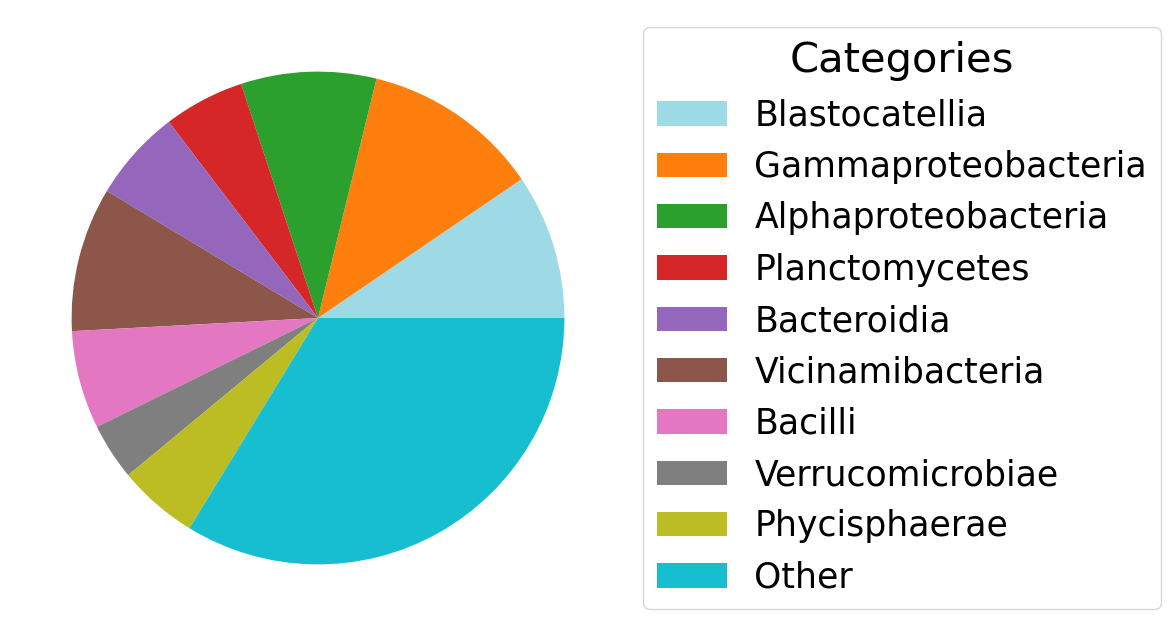 Categories
Blastocatellia
Gammaproteobacteria
Alphaproteobacteria
Planctomycetes
Bacteroidia
Vicinamibacteria
Bacilli
Verrucomicrobiae
Phycisphaerae
Other